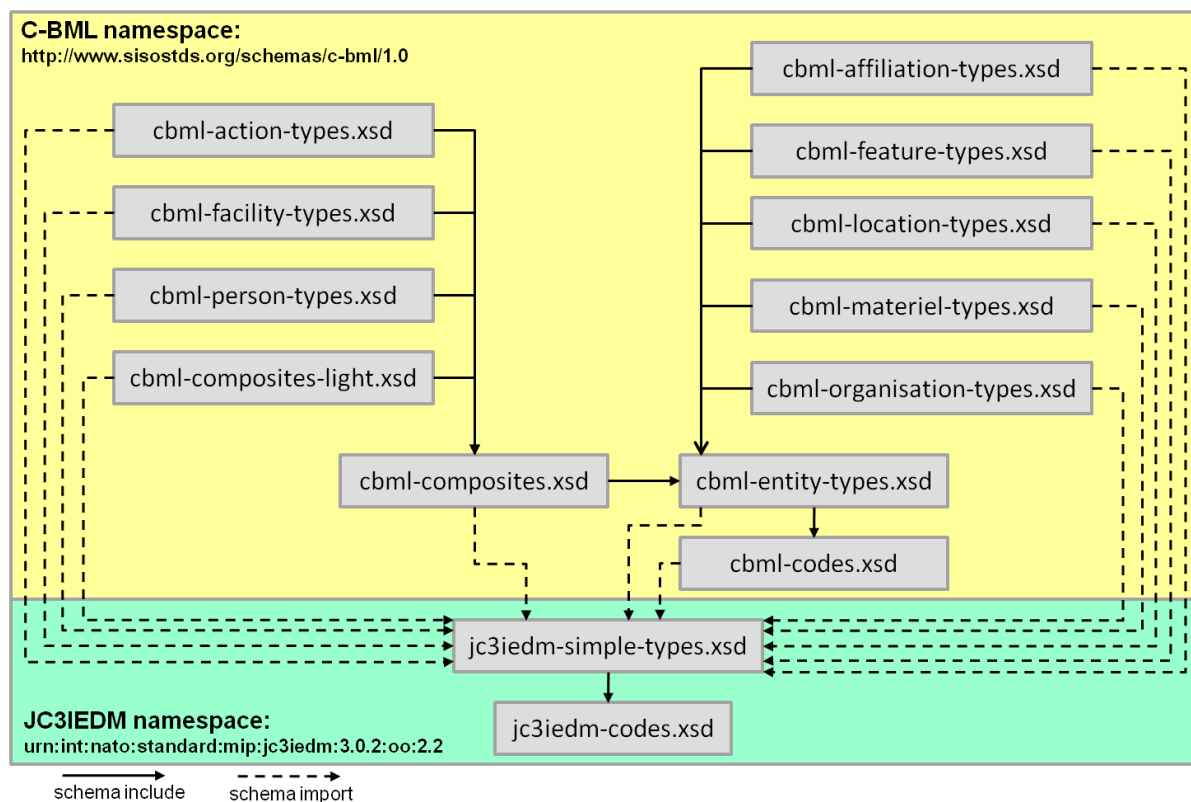 C-BML namespace:
http://www.sisostds.org/schemas/c-bml/1.0
cbml-affiliation-types.xsd
cbml-action-types.xsd
cbml-feature-types.xsd
cbml-facility-types.xsd
cbml-location-types.xsd
cbml-person-types.xsd
cbml-materiel-types.xsd
cbml-composites-light.xsd
cbml-organisation-types.xsd
cbml-composites.xsd
cbml-entity-types.xsd
cbml-codes.xsd
jc3iedm-simple-types.xsd
JC3IEDM namespace:
urn:int:nato:standard:mip:jc3iedm:3.0.2:oo:2.2
jc3iedm-codes.xsd
schema include
schema import